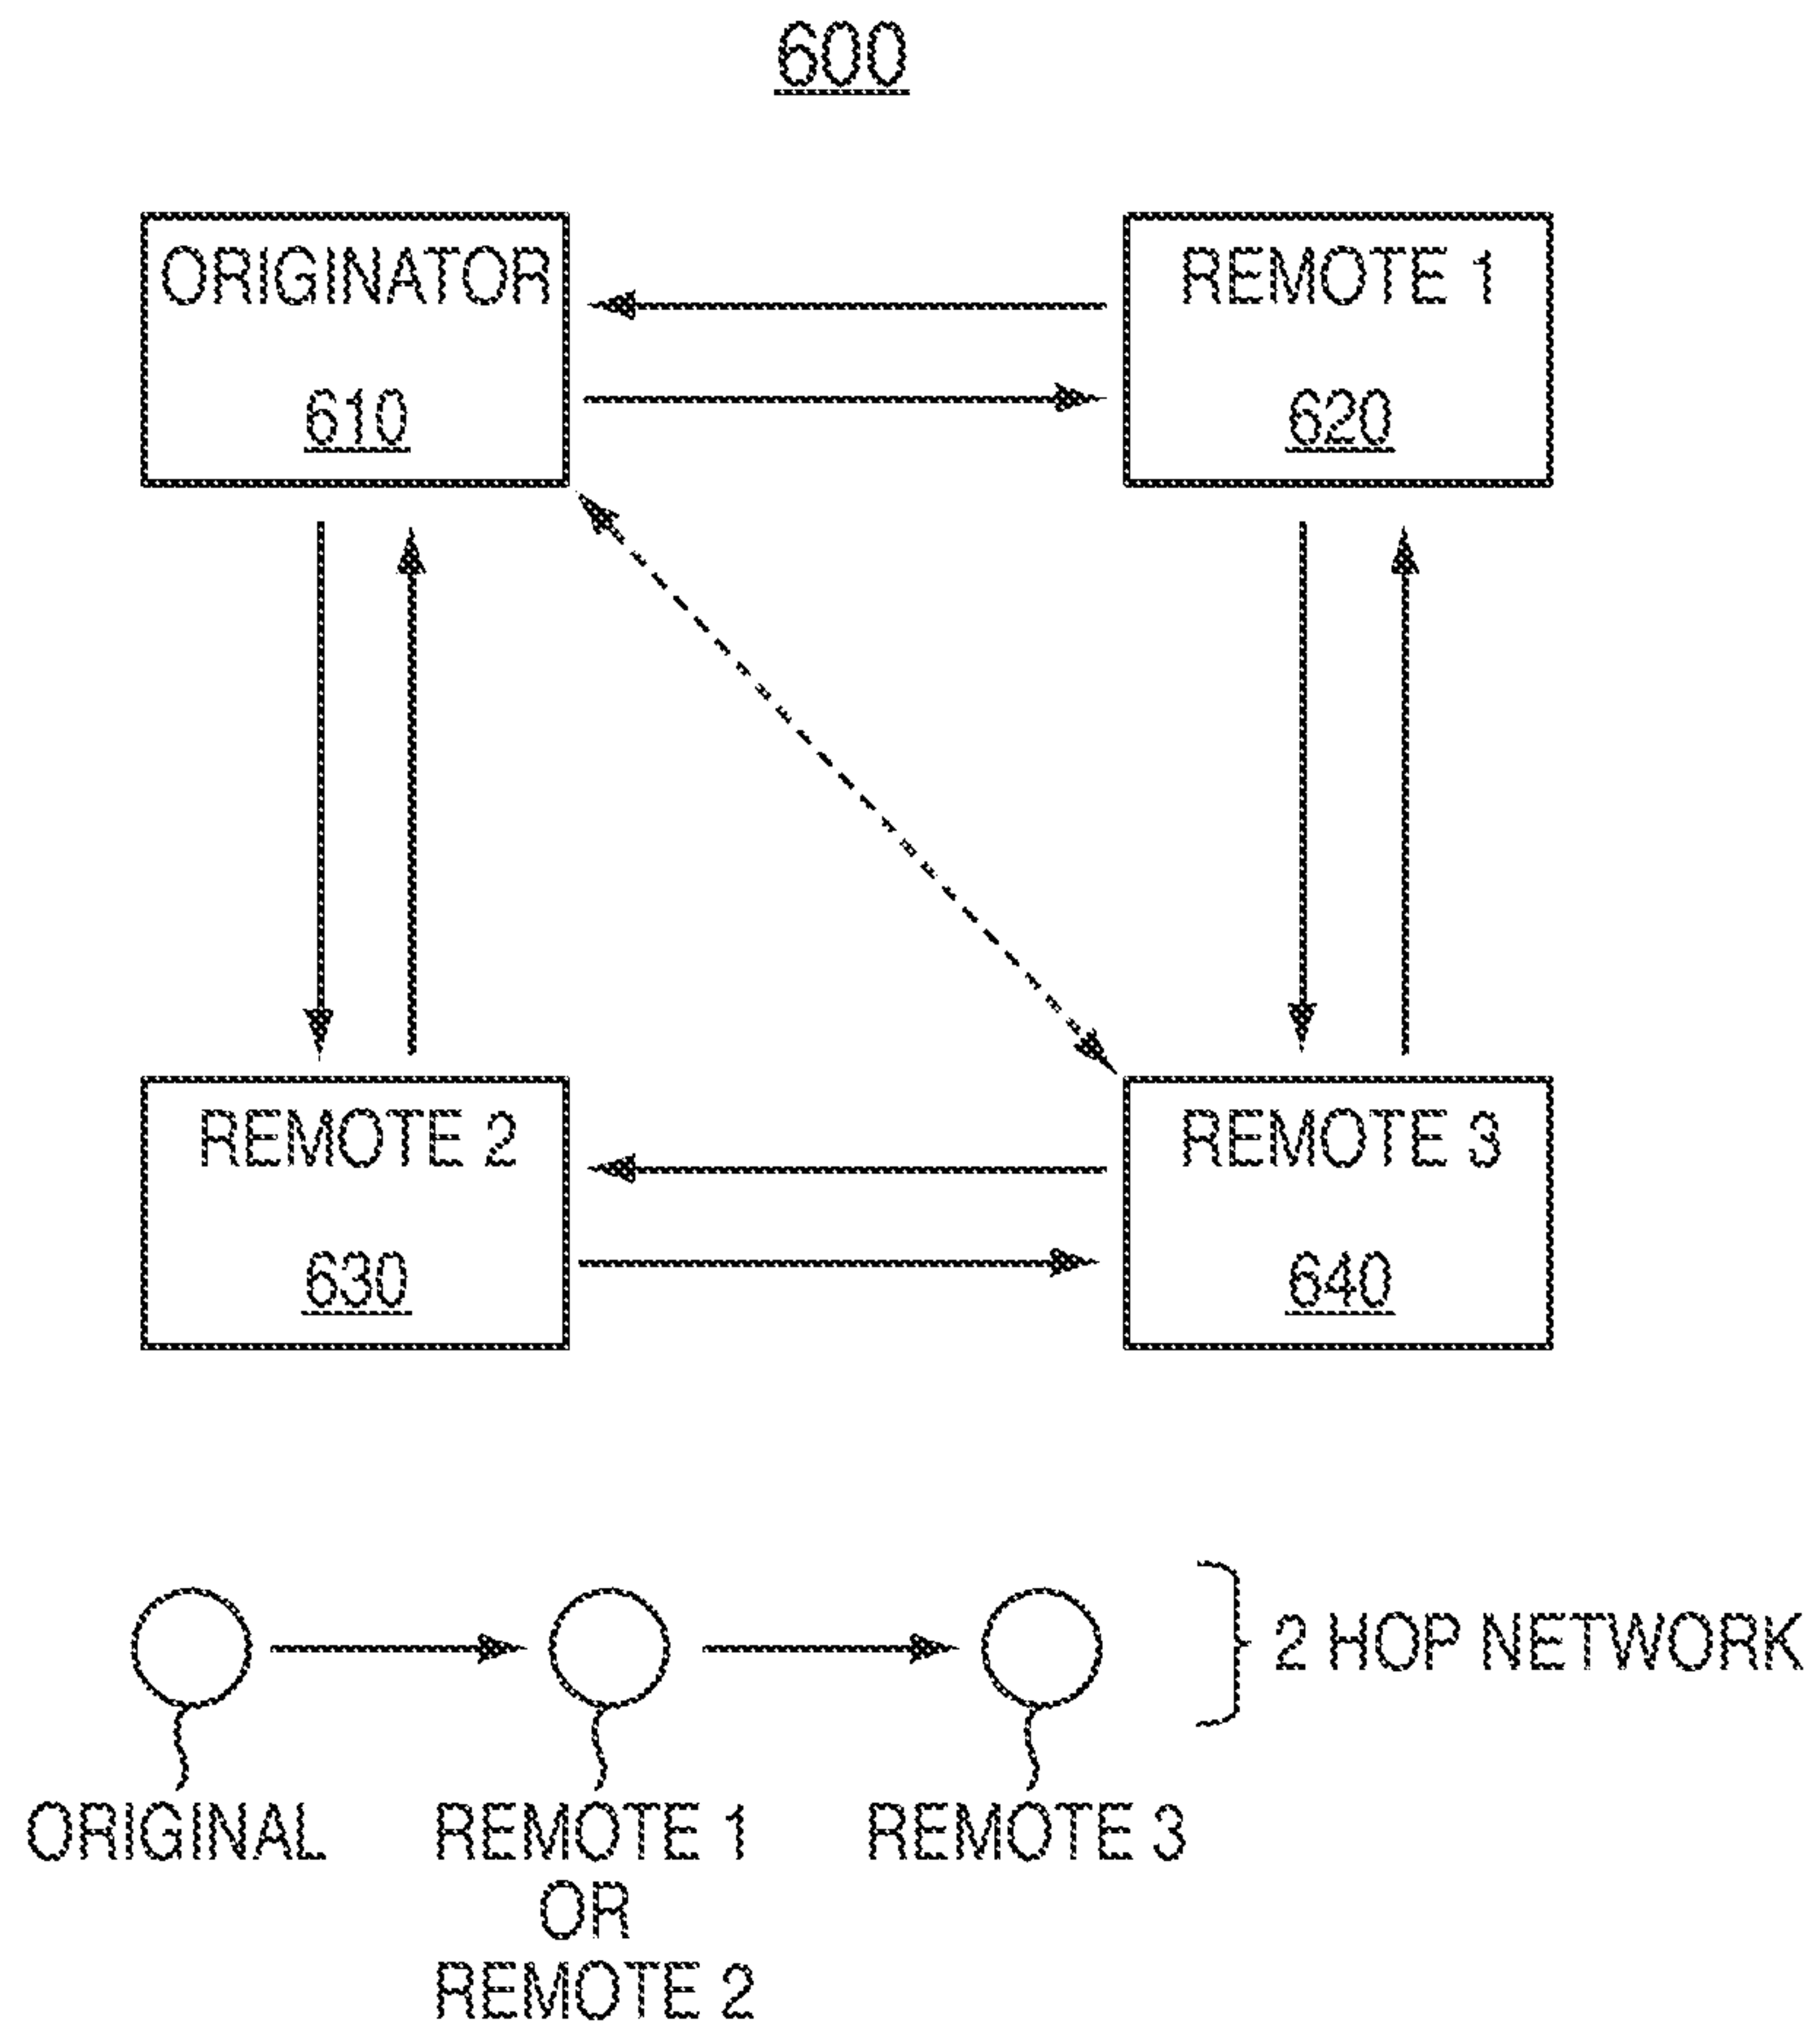 600
ORIGINATOR
610
REMOTE 1
620
REMOTE 2
630
REMOTE 3
640
2 HOP NETWORK
ORIGINAL
REMOTE 1
OR
REMOTE 2
REMOTE 3